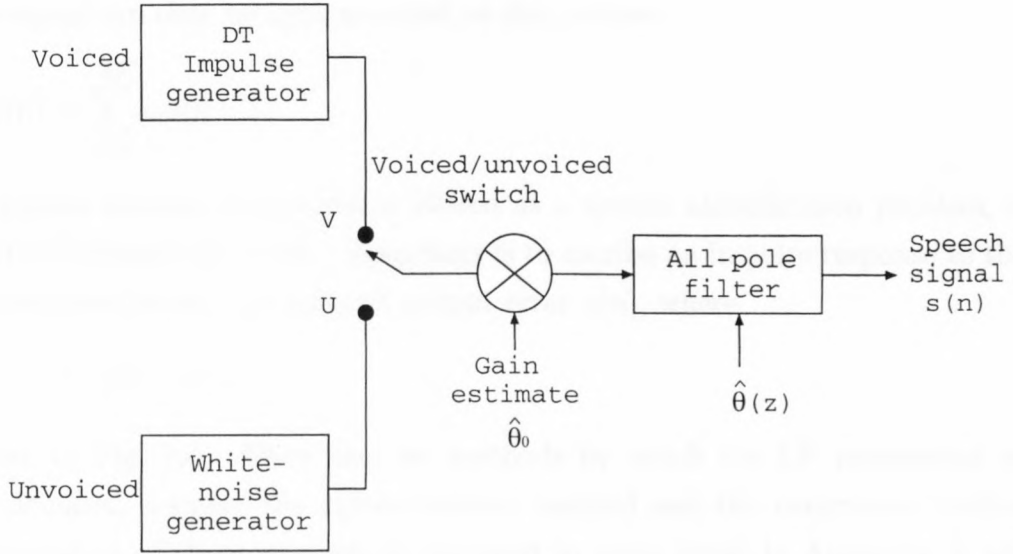 DT
Voiced
Impulse
generator
Voiced/unvoiced
switch
V
U
All-pole
filter
Speech
signal
s(n)
Gain
estimate
θ̂₀
θ̂(z)
Unvoiced
White-
noise
generator